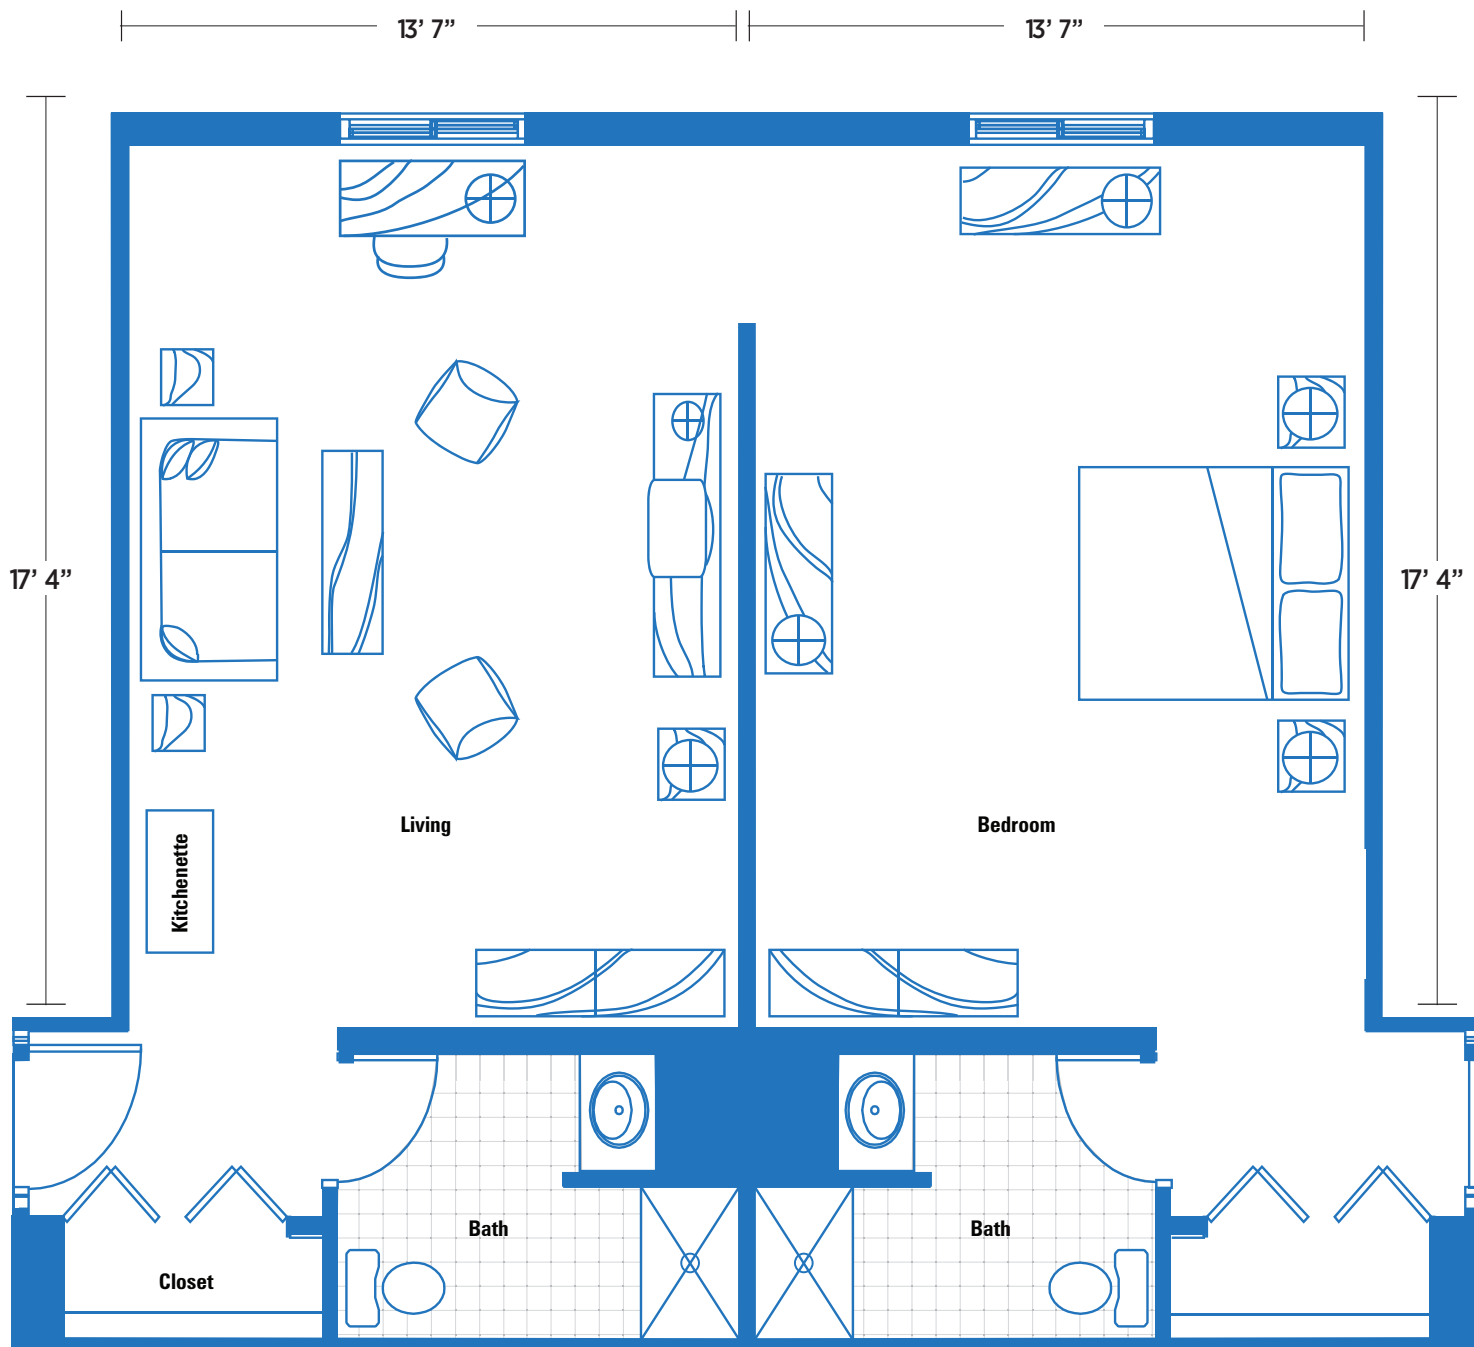 13’ 7”
13’ 7”
17’ 4”
17’ 4”
Living
Bedroom
Kitchenette
Bath
Bath
Closet